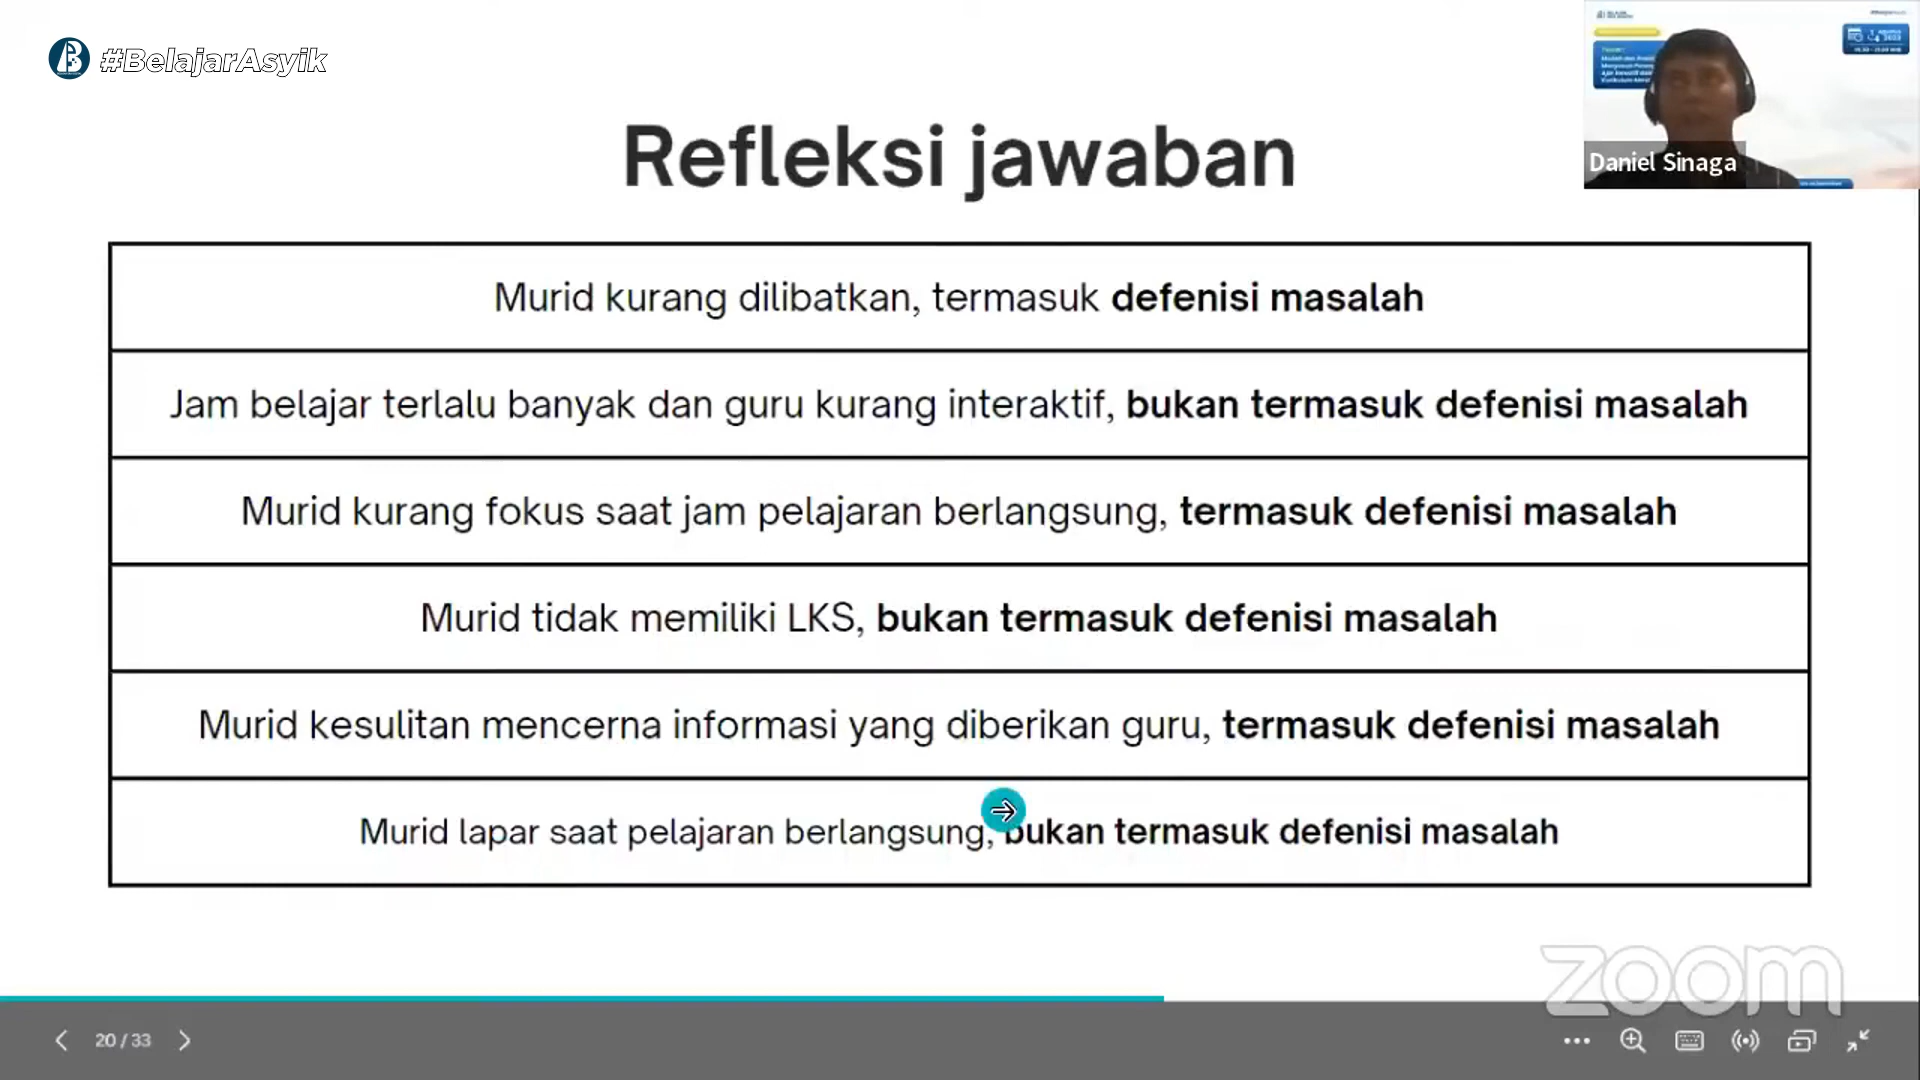 #BelajarAsyik
Daniel Sinaga
Refleksi jawaban
Murid kurang dilibatkan, termasuk defenisi masalah
Jam belajar terlalu banyak dan guru kurang interaktif, bukan termasuk defenisi masalah
Murid kurang fokus saat jam pelajaran berlangsung, termasuk defenisi masalah
Murid tidak memiliki LKS, bukan termasuk defenisi masalah
Murid kesulitan mencerna informasi yang diberikan guru, termasuk defenisi masalah
Murid lapar saat pelajaran berlangsung, bukan termasuk defenisi masalah
zoom
20 / 33